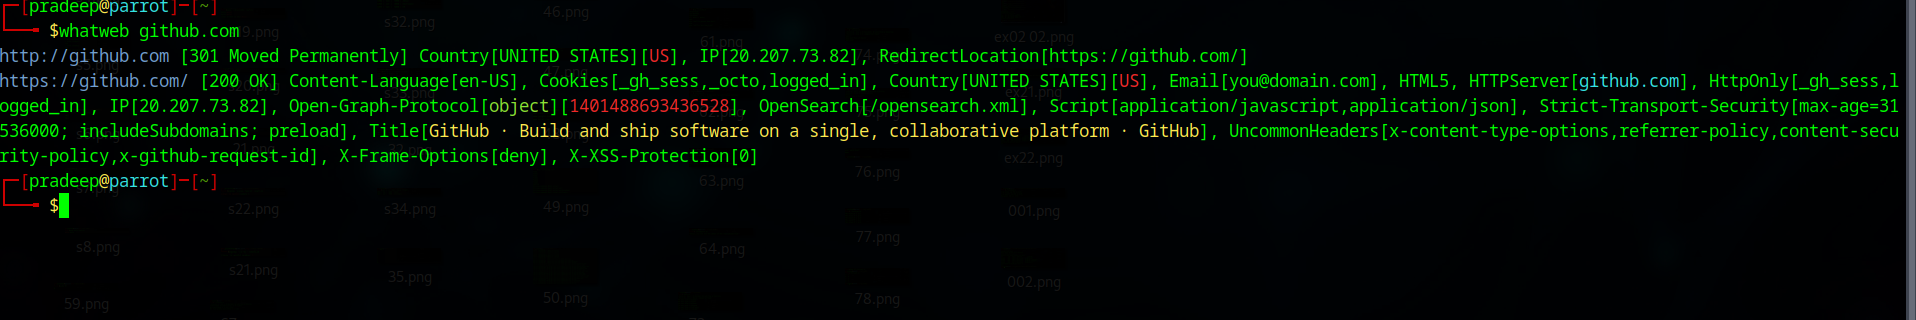 ┌─[pradeep@parrot]─[~]
└──╼ $whatweb github.com
http://github.com [301 Moved Permanently] Country[UNITED STATES][US], IP[20.207.73.82], RedirectLocation[https://github.com/]
https://github.com/ [200 OK] Content-Language[en-US], Cookies[_gh_sess,_octo,logged_in], Country[UNITED STATES][US], Email[you@domain.com], HTML5, HTTPServer[github.com], HttpOnly[_gh_sess,l
ogged_in], IP[20.207.73.82], Open-Graph-Protocol[object][1401488693436528], OpenSearch[/opensearch.xml], Script[application/javascript,application/json], Strict-Transport-Security[max-age=31
536000; includeSubdomains; preload], Title[GitHub · Build and ship software on a single, collaborative platform · GitHub], UncommonHeaders[x-content-type-options,referrer-policy,content-secu
rity-policy,x-github-request-id], X-Frame-Options[deny], X-XSS-Protection[0]
┌─[pradeep@parrot]─[~]
└──╼ $
46.png
s32.png
61.png
ex02 02.png
ex22.png
76.png
63.png
s22.png
s34.png
49.png
001.png
77.png
s8.png
64.png
s21.png
35.png
002.png
50.png
78.png
59.png